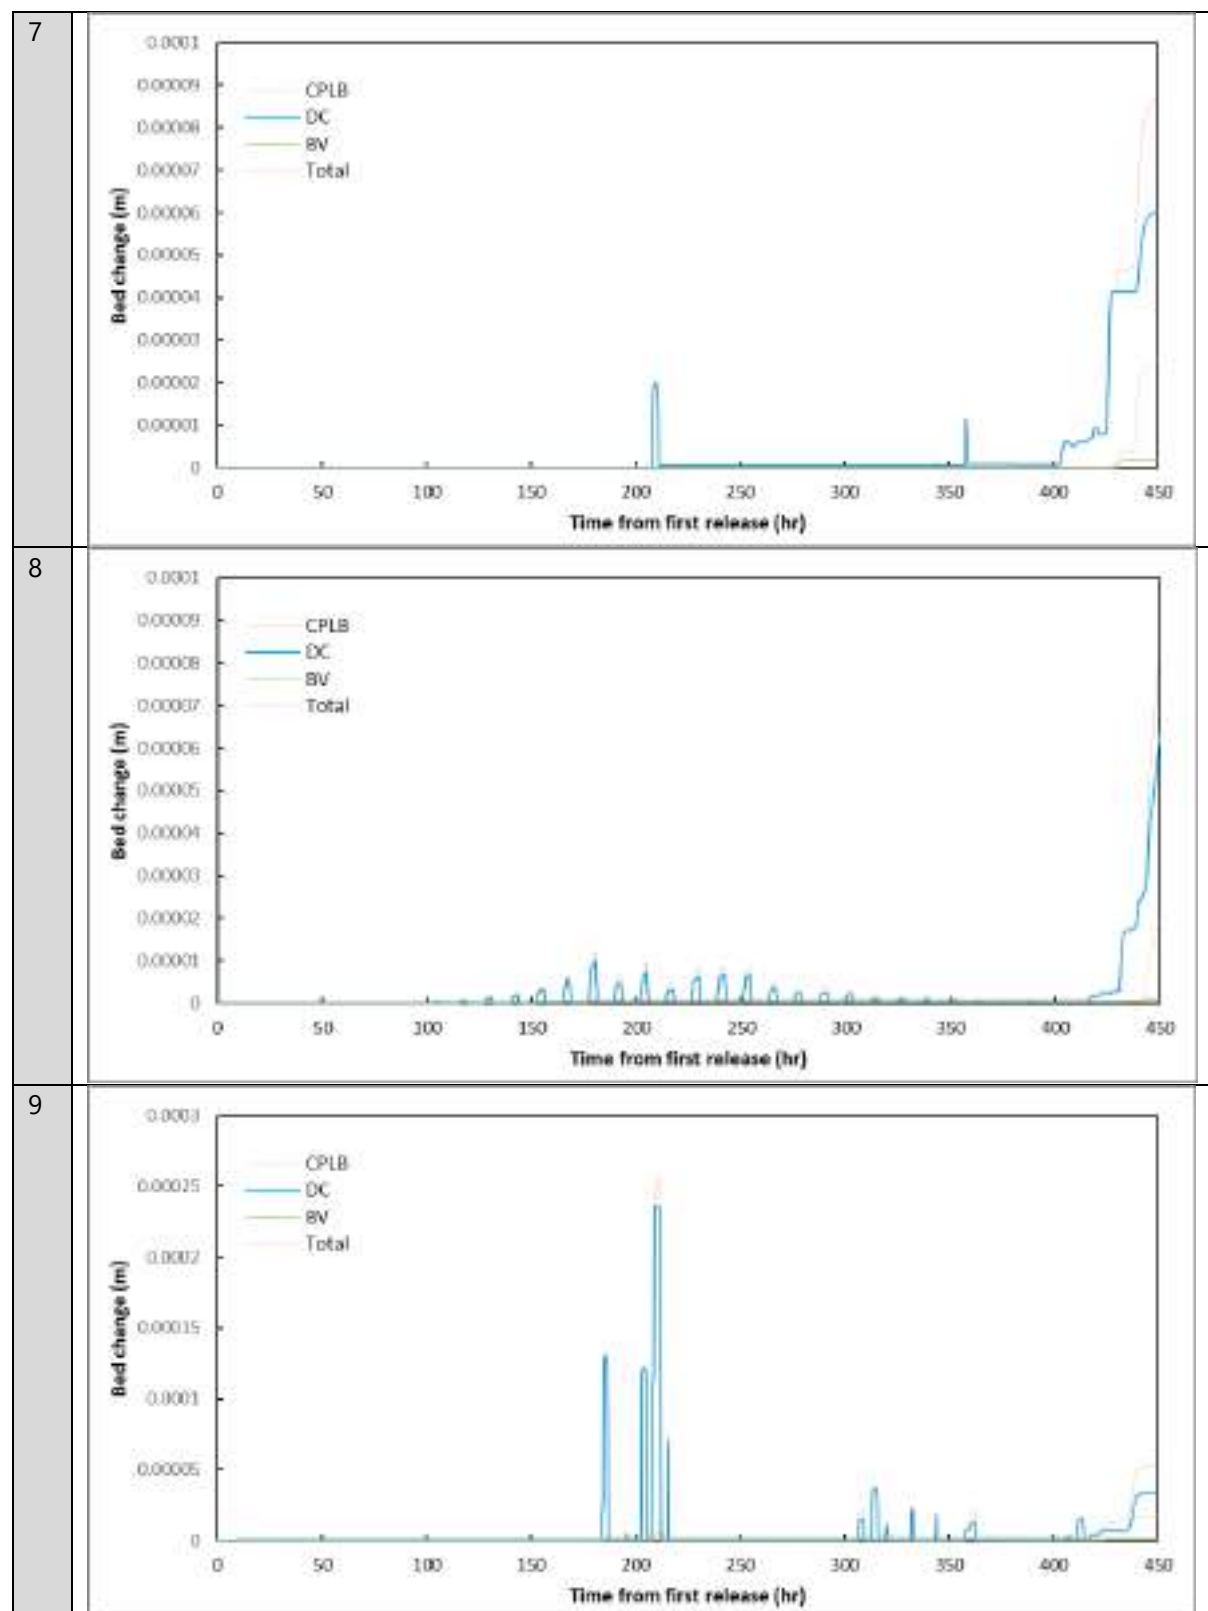 7
0.0001
0.00009
0.00008
0.00007
0.00006
0.00005
0.00004
0.00003
0.00002
0.00001
0
Bed change (m)
CPLB
DC
BV
Total
0 50 100 150 200 250 300 350 400 450
Time from first release (hr)
8
0.0001
0.00009
0.00008
0.00007
0.00006
0.00005
0.00004
0.00003
0.00002
0.00001
0
Bed change (m)
CPLB
DC
BV
Total
0 50 100 150 200 250 300 350 400 450
Time from first release (hr)
9
0.0003
0.00025
0.0002
0.00015
0.0001
0.00005
0
Bed change (m)
CPLB
DC
BV
Total
0 50 100 150 200 250 300 350 400 450
Time from first release (hr)